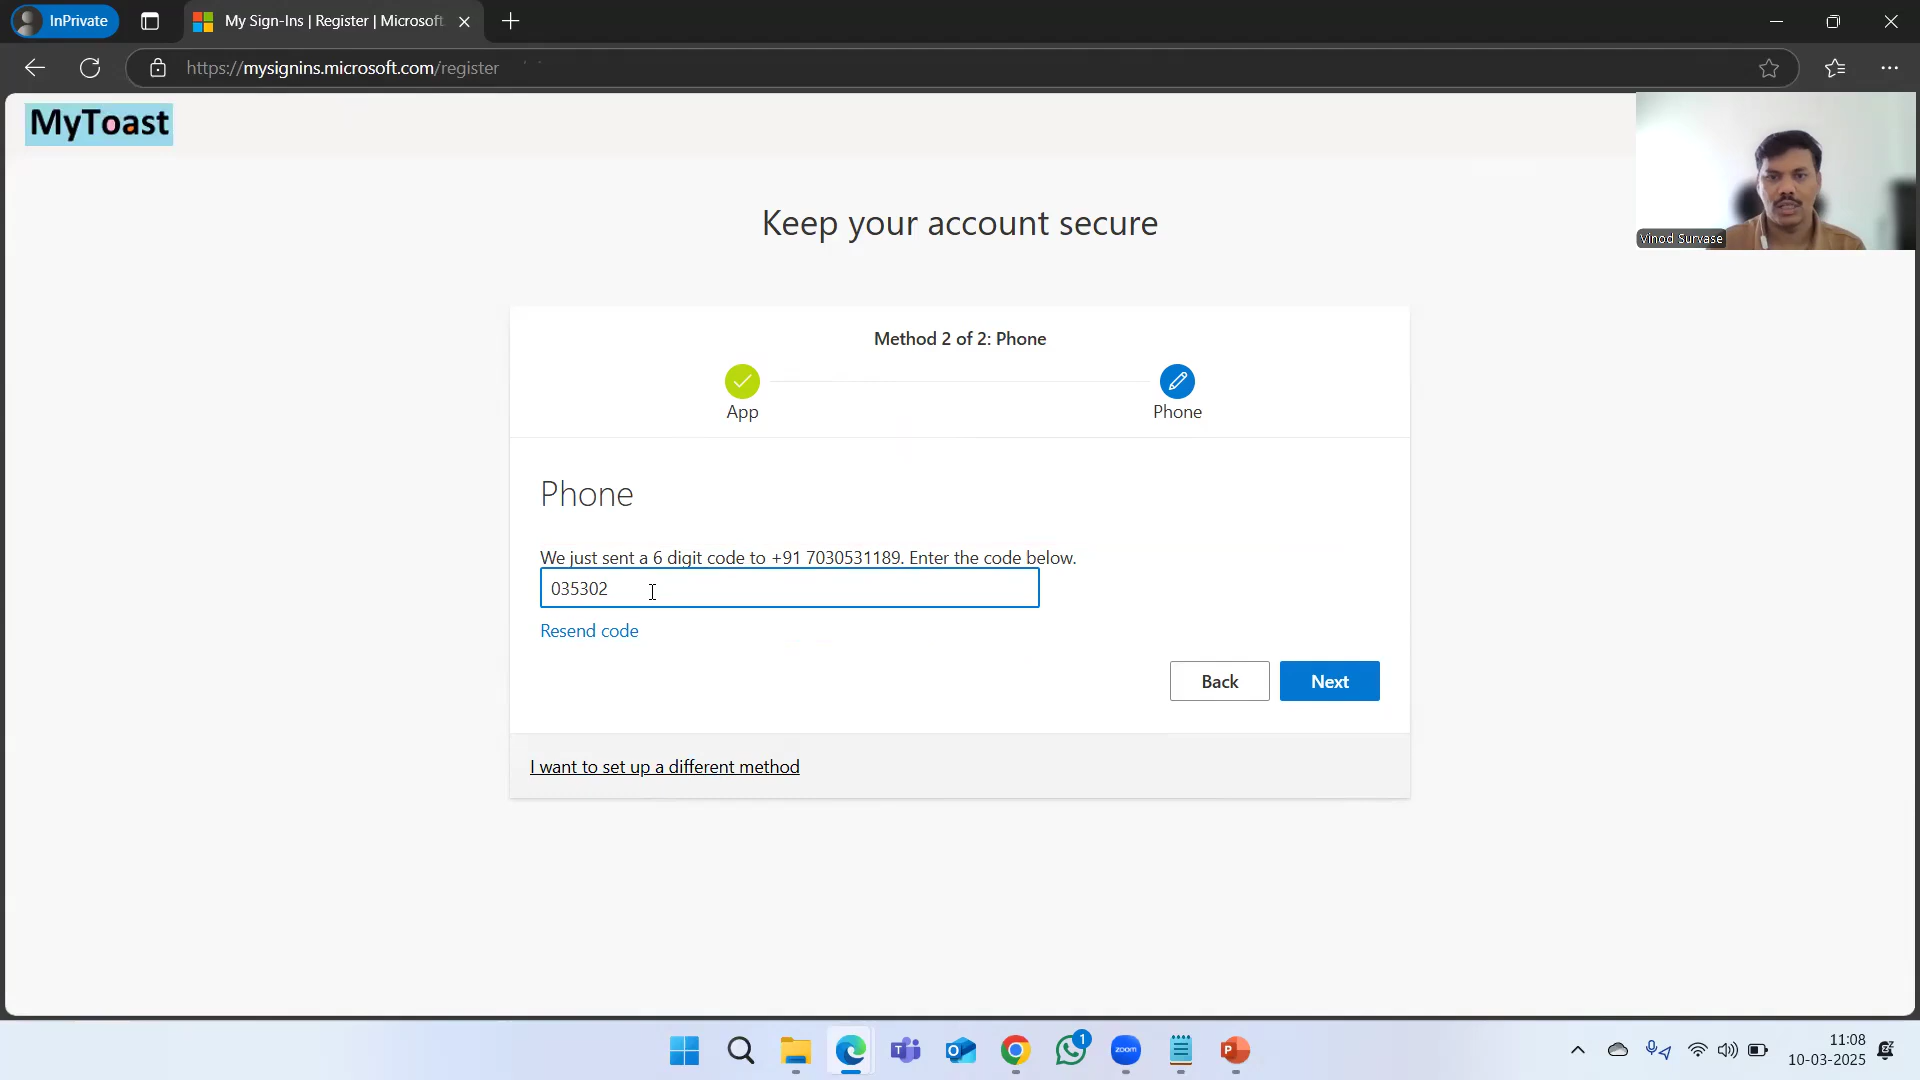 InPrivate
My Sign-Ins | Register | Microsoft
https://mysignins.microsoft.com/register
MyToast
Vinod Survase
Keep your account secure
Method 2 of 2: Phone
App
Phone
Phone
We just sent a 6 digit code to +91 7030531189. Enter the code below.
035302
Resend code
Back
Next
I want to set up a different method
1
zoom
11:08
10-03-2025